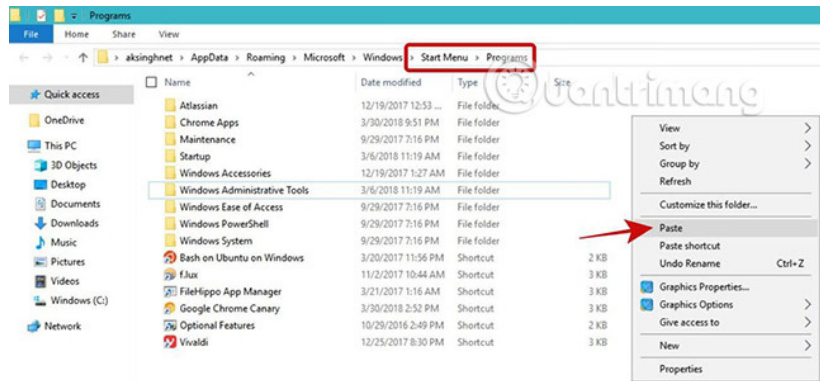 Programs
File Home Share View
aksinghnet > AppData > Roaming > Microsoft > Windows > Start Menu > Programs
Name Date modified Type Size
Quick access
OneDrive
This PC
3D Objects
Desktop
Documents
Downloads
Music
Pictures
Videos
Windows (C:)
Network
Atlassian 12/19/2017 12:53 ... File folder
Chrome Apps 3/30/2018 9:51 PM File folder
Maintenance 9/29/2017 7:16 PM File folder
Startup 3/6/2018 11:19 AM File folder
Windows Accessories 12/19/2017 1:27 AM File folder
Windows Administrative Tools 3/6/2018 11:19 AM File folder
Windows Ease of Access 9/29/2017 7:16 PM File folder
Windows PowerShell 9/29/2017 7:16 PM File folder
Windows System 9/29/2017 7:16 PM File folder
Bash on Ubuntu on Windows 3/20/2017 11:56 PM Shortcut 2 KB
f.lux 11/2/2017 10:44 AM Shortcut 3 KB
FileHippo App Manager 3/21/2017 1:16 AM Shortcut 3 KB
Google Chrome Canary 3/30/2018 2:52 PM Shortcut 3 KB
Optional Features 10/29/2016 2:49 PM Shortcut 2 KB
Vivaldi 12/25/2017 8:30 PM Shortcut 3 KB
Quantrimang
View
Sort by
Group by
Refresh
Customize this folder...
Paste
Paste shortcut
Undo Rename Ctrl+Z
Graphics Properties...
Graphics Options
Give access to
New
Properties